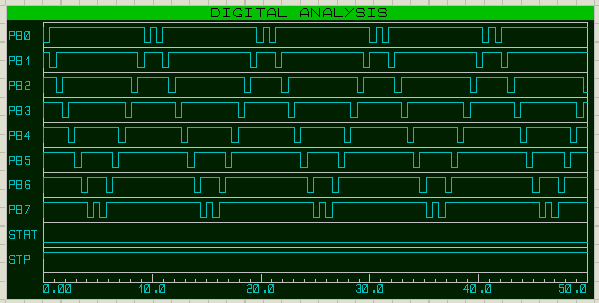 DIGITAL ANALYSIS
PB0
PB1
PB2
PB3
PB4
PB5
PB6
PB7
STAT
STP
0.00 10.0 20.0 30.0 40.0 50.0